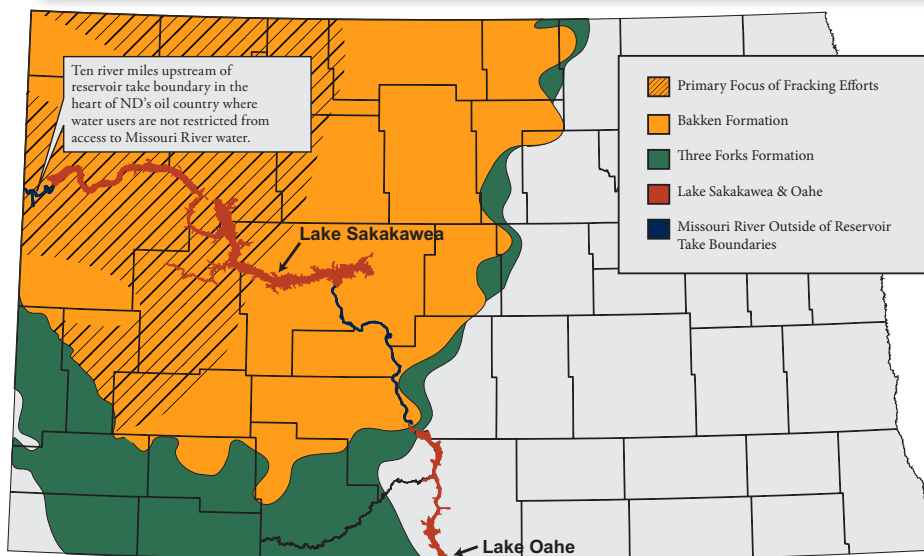 Ten river miles upstream of
reservoir take boundary in the
heart of ND's oil country where
water users are not restricted from
access to Missouri River water.
Primary Focus of Fracking Efforts
Bakken Formation
Three Forks Formation
Lake Sakakawea & Oahe
Missouri River Outside of Reservoir
Take Boundaries
Lake Sakakawea
Lake Oahe